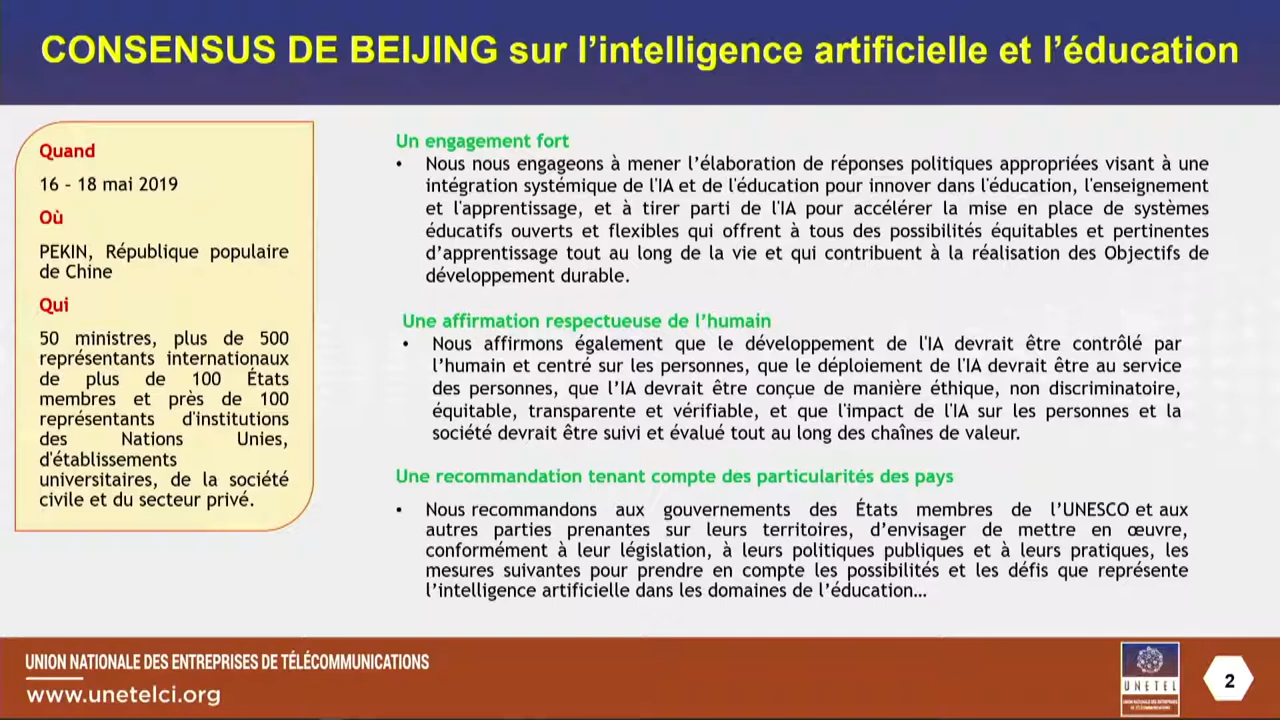 CONSENSUS DE BEIJING sur l’intelligence artificielle et l’éducation
Quand
16 – 18 mai 2019
Où
PEKIN, République populaire
de Chine
Qui
50 ministres, plus de 500
représentants internationaux
de plus de 100 États
membres et près de 100
représentants d'institutions
des Nations Unies,
d'établissements
universitaires, de la société
civile et du secteur privé.
Un engagement fort
• Nous nous engageons à mener l’élaboration de réponses politiques appropriées visant à une
intégration systémique de l'IA et de l'éducation pour innover dans l'éducation, l'enseignement
et l'apprentissage, et à tirer parti de l'IA pour accélérer la mise en place de systèmes
éducatifs ouverts et flexibles qui offrent à tous des possibilités équitables et pertinentes
d’apprentissage tout au long de la vie et qui contribuent à la réalisation des Objectifs de
développement durable.
Une affirmation respectueuse de l’humain
• Nous affirmons également que le développement de l'IA devrait être contrôlé par
l’humain et centré sur les personnes, que le déploiement de l'IA devrait être au service
des personnes, que l’IA devrait être conçue de manière éthique, non discriminatoire,
équitable, transparente et vérifiable, et que l'impact de l'IA sur les personnes et la
société devrait être suivi et évalué tout au long des chaînes de valeur.
Une recommandation tenant compte des particularités des pays
• Nous recommandons aux gouvernements des États membres de l’UNESCO et aux
autres parties prenantes sur leurs territoires, d’envisager de mettre en œuvre,
conformément à leur législation, à leurs politiques publiques et à leurs pratiques, les
mesures suivantes pour prendre en compte les possibilités et les défis que représente
l’intelligence artificielle dans les domaines de l’éducation…
UNION NATIONALE DES ENTREPRISES DE TÉLÉCOMMUNICATIONS
www.unetelci.org
UNETEL
UNION NATIONALE DES ENTREPRISES
DE TÉLÉCOMMUNICATIONS
2